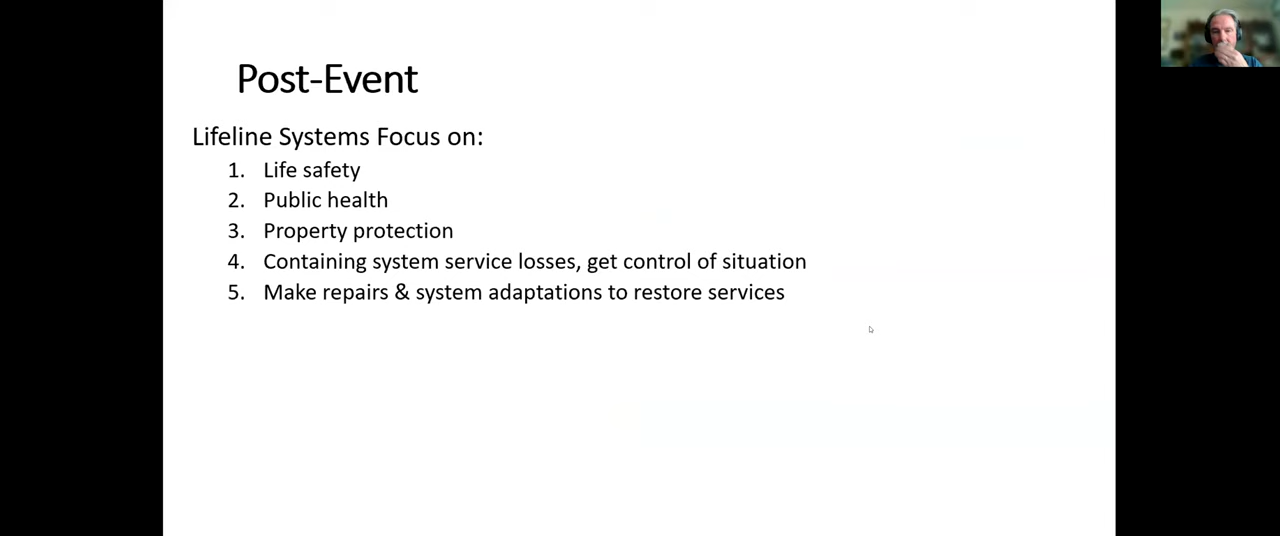 Post-Event
Lifeline Systems Focus on:
1. Life safety
2. Public health
3. Property protection
4. Containing system service losses, get control of situation
5. Make repairs & system adaptations to restore services